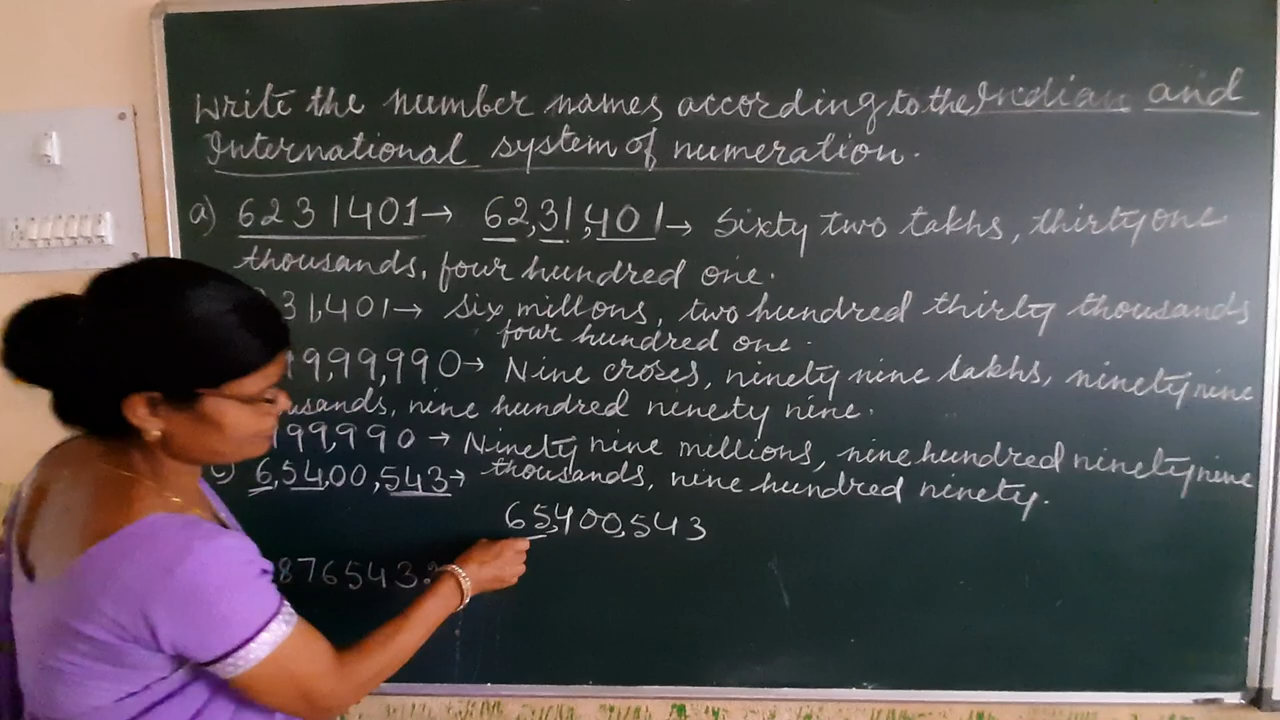 Write the number names according to the Indian and
International system of numeration.
a) 6231401→ 62,31,401→ Sixty two lakhs, thirty one
thousands, four hundred one.
31,401→ Six millons, two hundred thirty thousands
four hundred one.
99,99,990→ Nine croses, ninety nine lakhs, ninety nine
usands, nine hundred ninety nine.
999,990→ Ninety nine millions, nine hundred ninety nine
c) 6,54,00,543→ thousands, nine hundred ninety.
65,400,543
876543